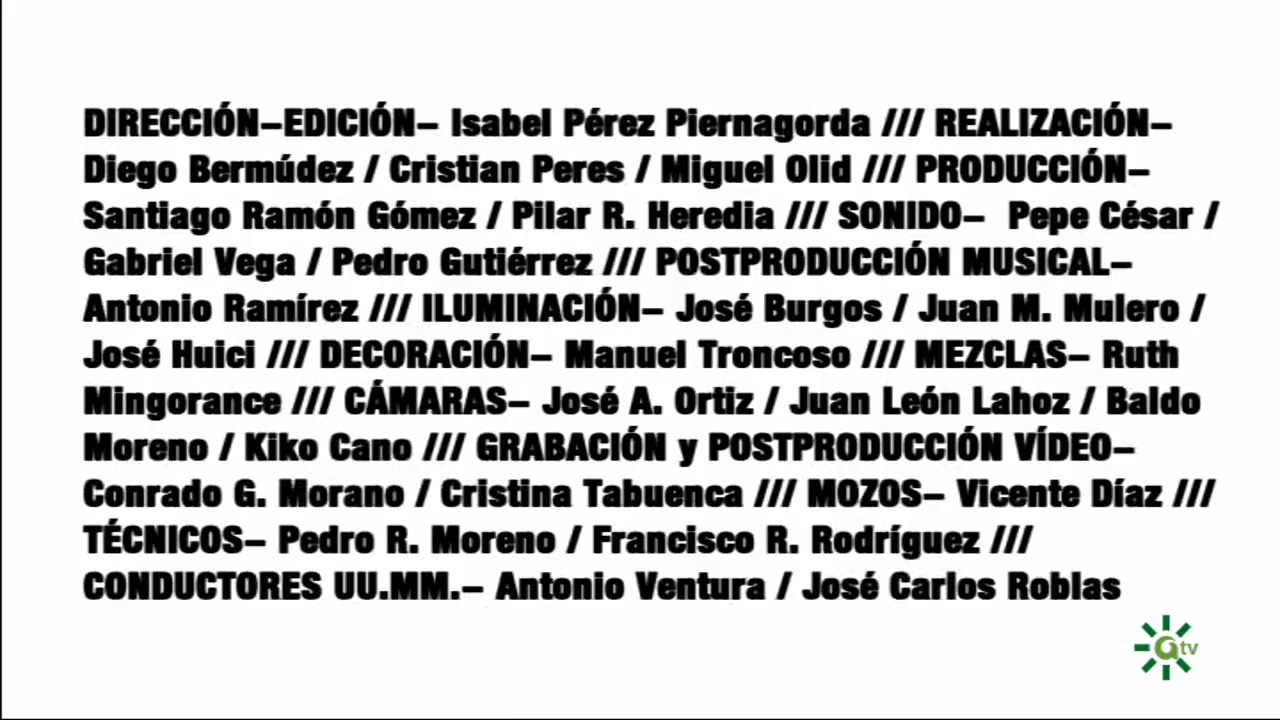 DIRECCIÓN–EDICIÓN– Isabel Pérez Piernagorda /// REALIZACIÓN–
Diego Bermúdez / Cristian Peres / Miguel Olid /// PRODUCCIÓN–
Santiago Ramón Gómez / Pilar R. Heredia /// SONIDO–  Pepe César /
Gabriel Vega / Pedro Gutiérrez /// POSTPRODUCCIÓN MUSICAL–
Antonio Ramírez /// ILUMINACIÓN– José Burgos / Juan M. Mulero /
José Huici /// DECORACIÓN– Manuel Troncoso /// MEZCLAS– Ruth
Mingorance /// CÁMARAS– José A. Ortiz / Juan León Lahoz / Baldo
Moreno / Kiko Cano /// GRABACIÓN y POSTPRODUCCIÓN VÍDEO–
Conrado G. Morano / Cristina Tabuenca /// MOZOS– Vicente Díaz ///
TÉCNICOS– Pedro R. Moreno / Francisco R. Rodríguez ///
CONDUCTORES UU.MM.– Antonio Ventura / José Carlos Roblas
tv